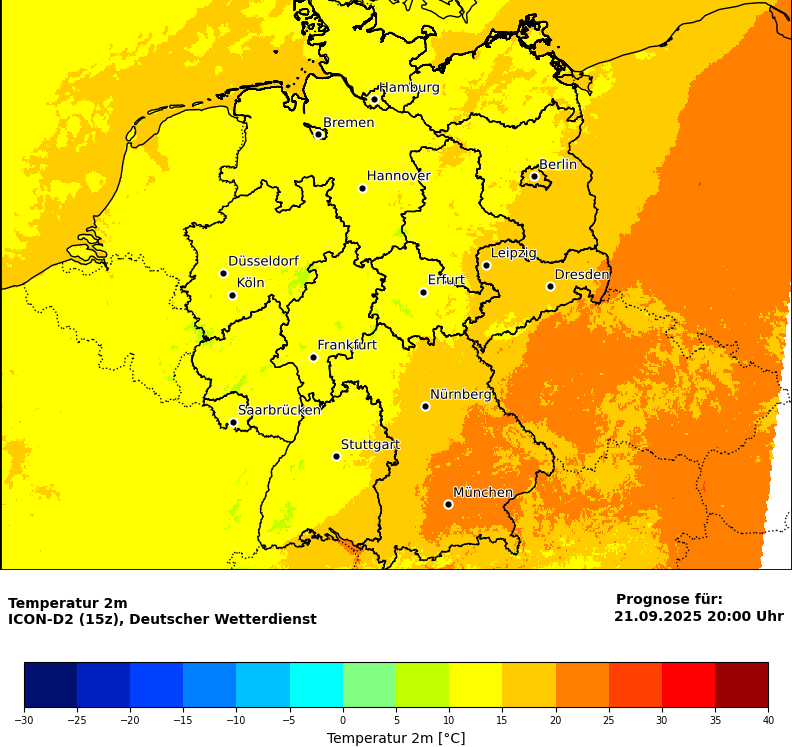 Hamburg
Bremen
Berlin
Hannover
Leipzig
Düsseldorf
Dresden
Köln
Erfurt
Frankfurt
Nürnberg
Saarbrücken
Stuttgart
München
Temperatur 2m
ICON-D2 (15z), Deutscher Wetterdienst
Prognose für:
21.09.2025 20:00 Uhr
−30 −25 −20 −15 −10 −5 0 5 10 15 20 25 30 35 40
Temperatur 2m [°C]